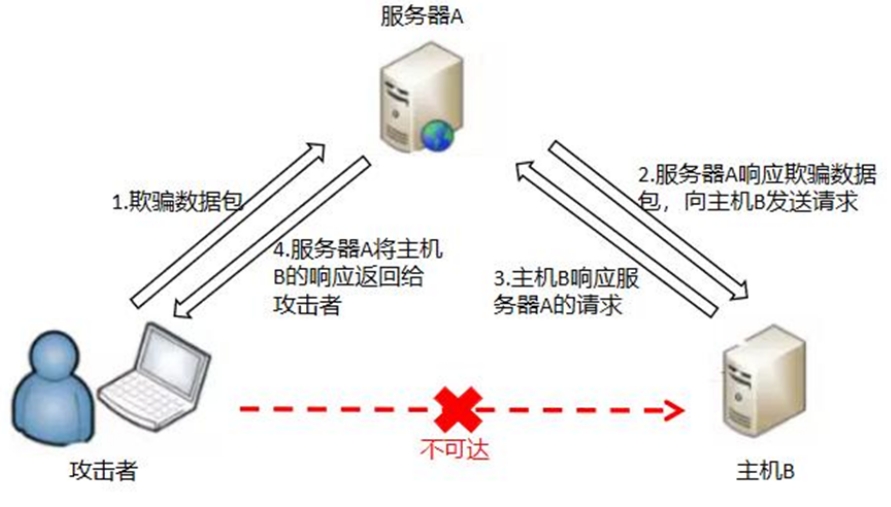 服务器A
1.欺骗数据包
2.服务器A响应欺骗数据
包，向主机B发送请求
4.服务器A将主机
B的响应返回给
攻击者
3.主机B响应服
务器A的请求
不可达
攻击者
主机B